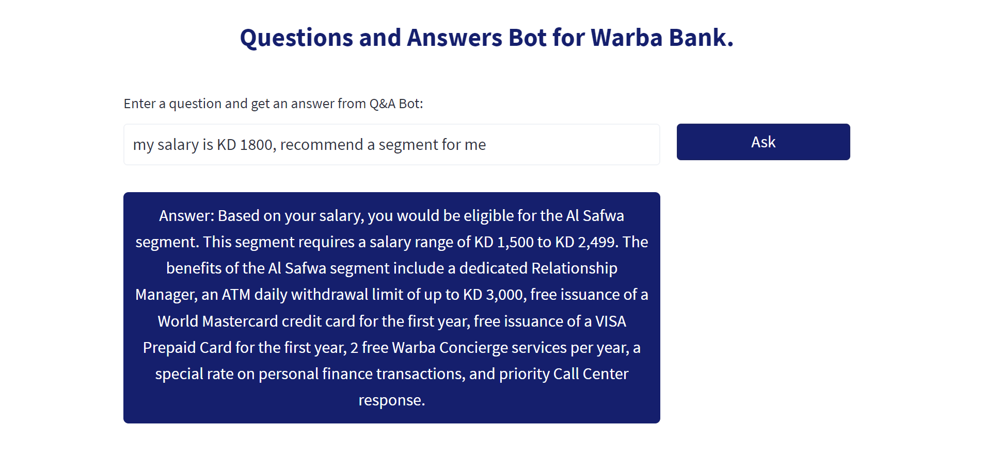 Questions and Answers Bot for Warba Bank.
Enter a question and get an answer from Q&A Bot:
my salary is KD 1800, recommend a segment for me
Ask
Answer: Based on your salary, you would be eligible for the Al Safwa
segment. This segment requires a salary range of KD 1,500 to KD 2,499. The
benefits of the Al Safwa segment include a dedicated Relationship
Manager, an ATM daily withdrawal limit of up to KD 3,000, free issuance of a
World Mastercard credit card for the first year, free issuance of a VISA
Prepaid Card for the first year, 2 free Warba Concierge services per year, a
special rate on personal finance transactions, and priority Call Center
response.